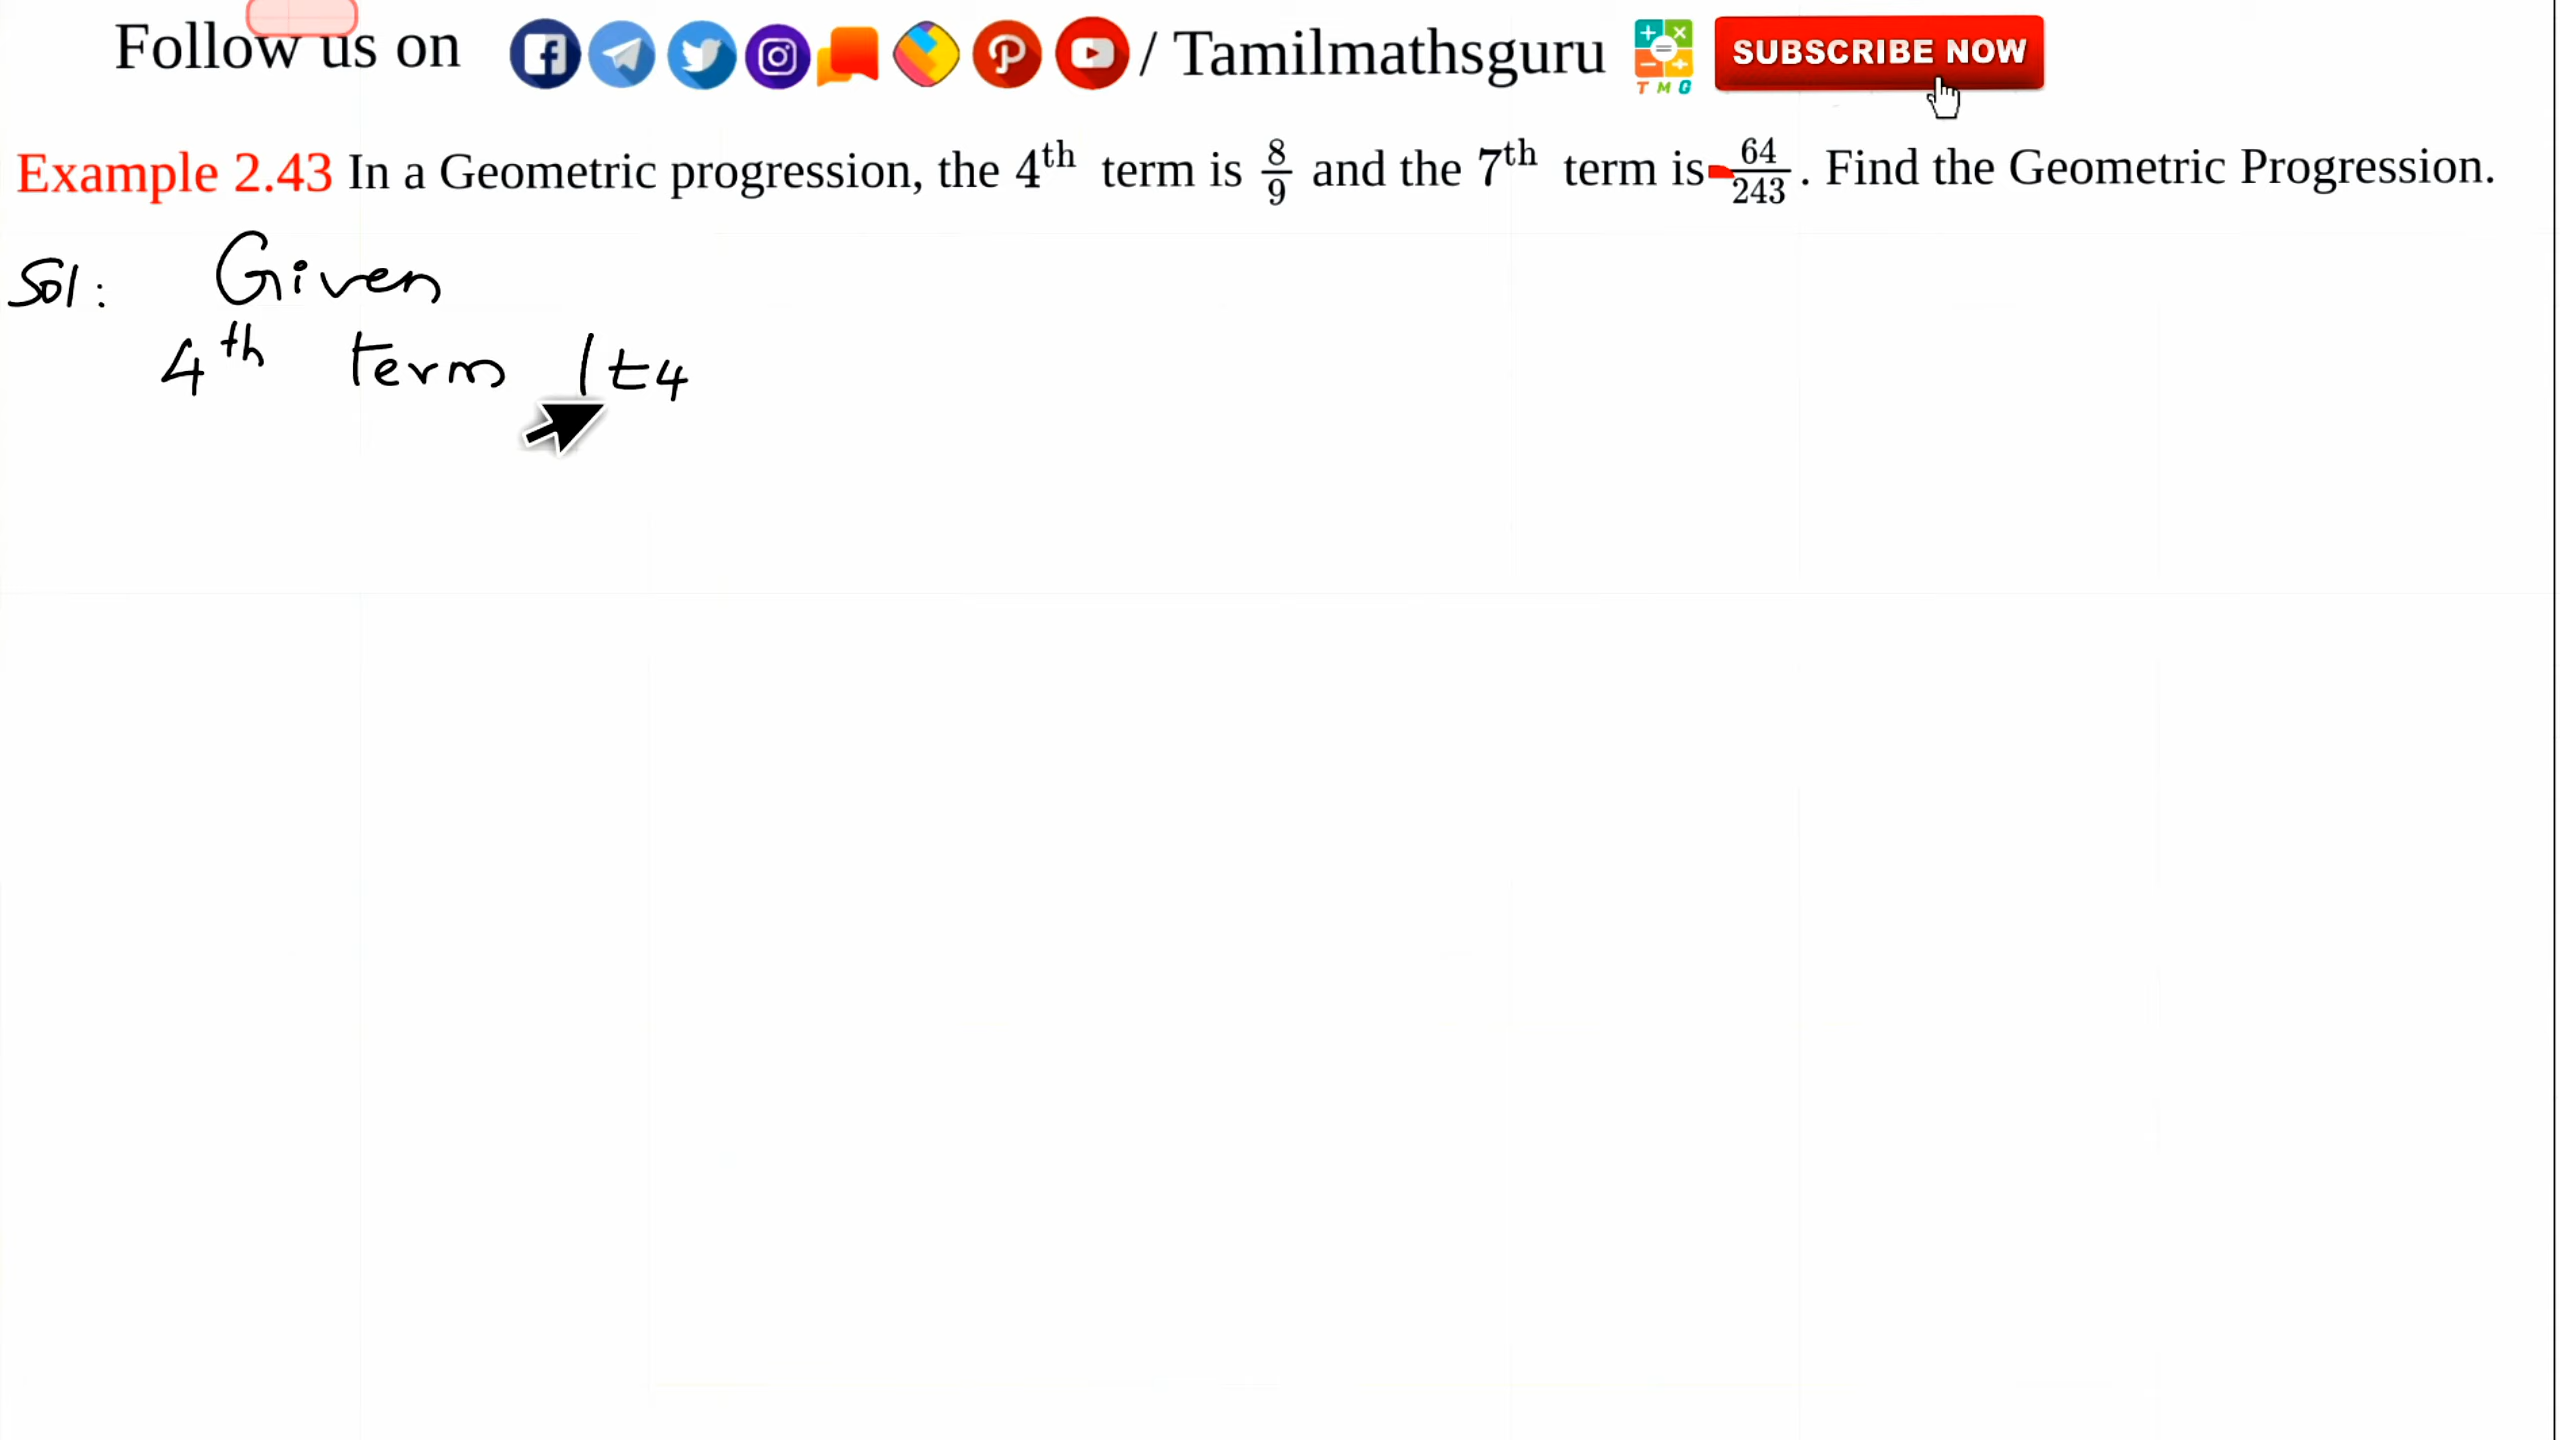 Follow us on / Tamilmathsguru TMG SUBSCRIBE NOW
Example 2.43 In a Geometric progression, the 4th term is 8/9 and the 7th term is - 64/243. Find the Geometric Progression.
Sol: Given
4th term |t4